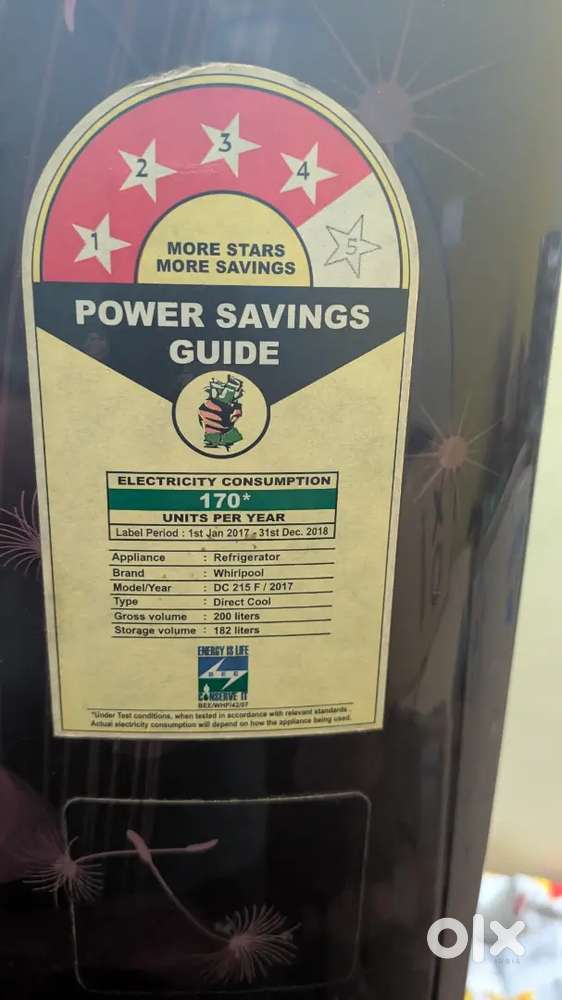 1 2 3 4 5
MORE STARS
MORE SAVINGS
POWER SAVINGS
GUIDE
ELECTRICITY CONSUMPTION
170*
UNITS PER YEAR
Label Period : 1st Jan 2017 - 31st Dec. 2018
Appliance : Refrigerator
Brand : Whirlpool
Model/Year : DC 215 F / 2017
Type : Direct Cool
Gross volume : 200 liters
Storage volume : 182 liters
ENERGY IS LIFE
BEE
CONSERVE IT
BEE/WHP/42/07
*Under Test conditions, when tested in accordance with relevant standards.
Actual electricity consumption will depend on how the appliance being used.
olx
INDIA